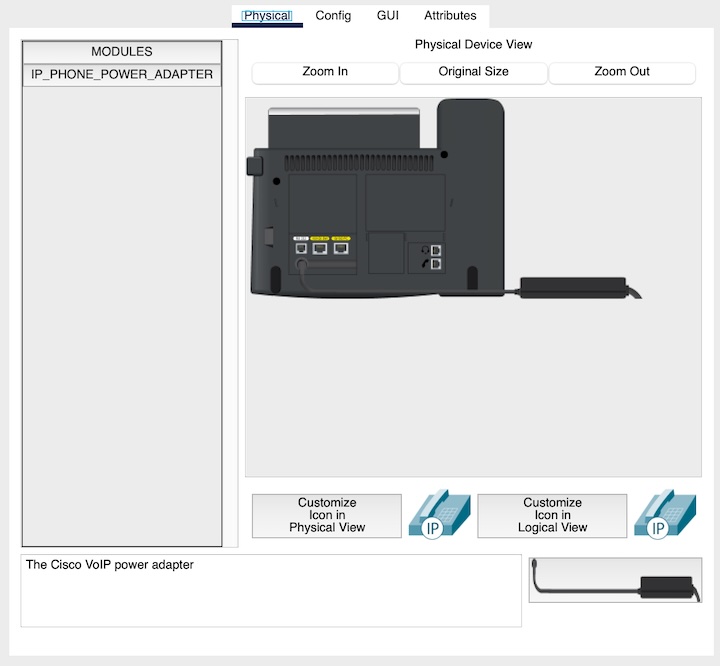 Physical
Config
GUI
Attributes
MODULES
IP_PHONE_POWER_ADAPTER
Physical Device View
Zoom In
Original Size
Zoom Out
Customize
Icon in
Physical View
IP
Customize
Icon in
Logical View
IP
The Cisco VoIP power adapter